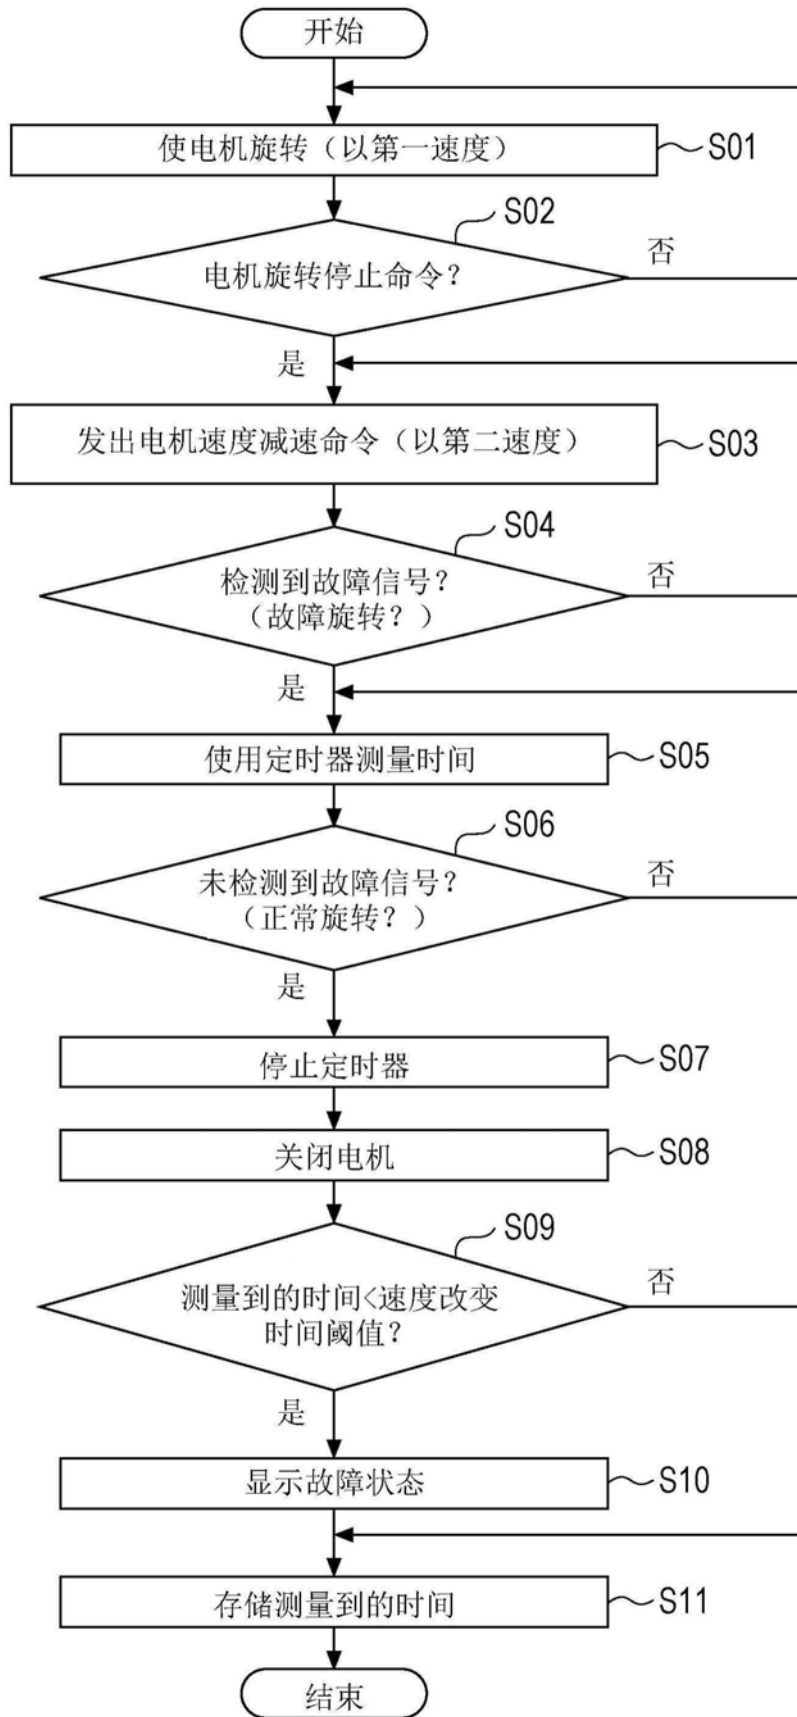 开始
使电机旋转（以第一速度）
S01
S02
电机旋转停止命令？
否
是
发出电机速度减速命令（以第二速度）
S03
S04
检测到故障信号？
（故障旋转？）
否
是
使用定时器测量时间
S05
S06
未检测到故障信号？
（正常旋转？）
否
是
停止定时器
S07
关闭电机
S08
S09
测量到的时间<速度改变
时间阈值？
否
是
显示故障状态
S10
存储测量到的时间
S11
结束